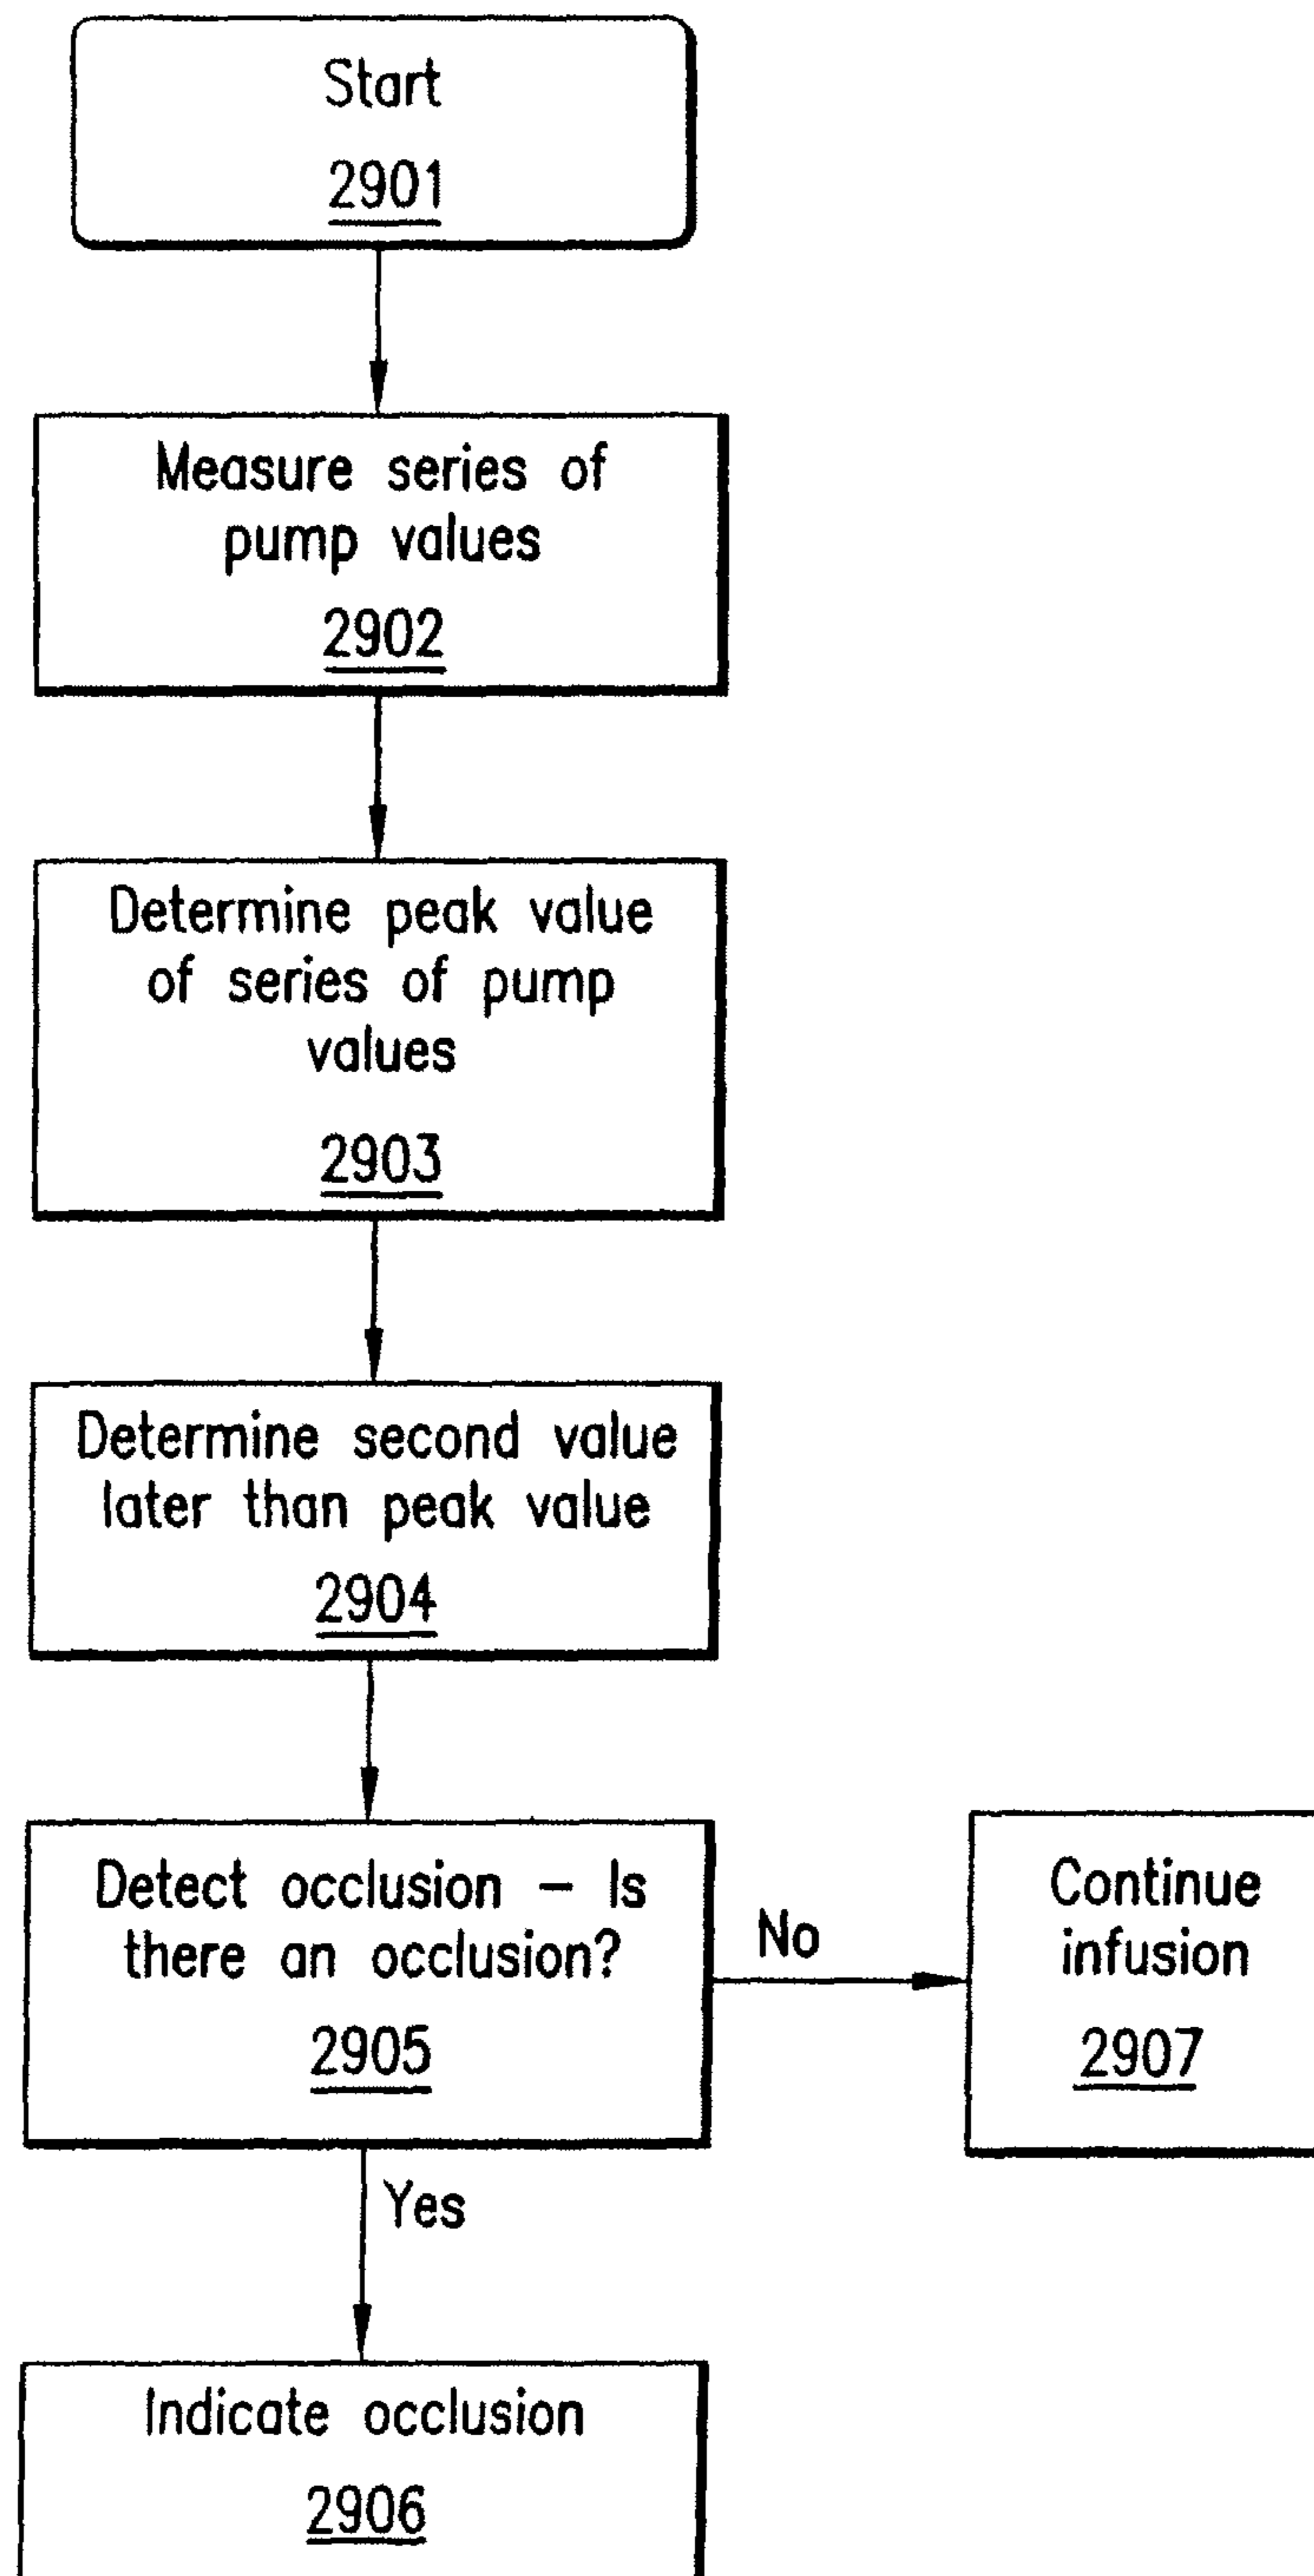 Start
2901
Measure series of
pump values
2902
Determine peak value
of series of pump
values
2903
Determine second value
later than peak value
2904
Detect occlusion – Is
there an occlusion?
2905
No
Continue
infusion
2907
Yes
Indicate occlusion
2906